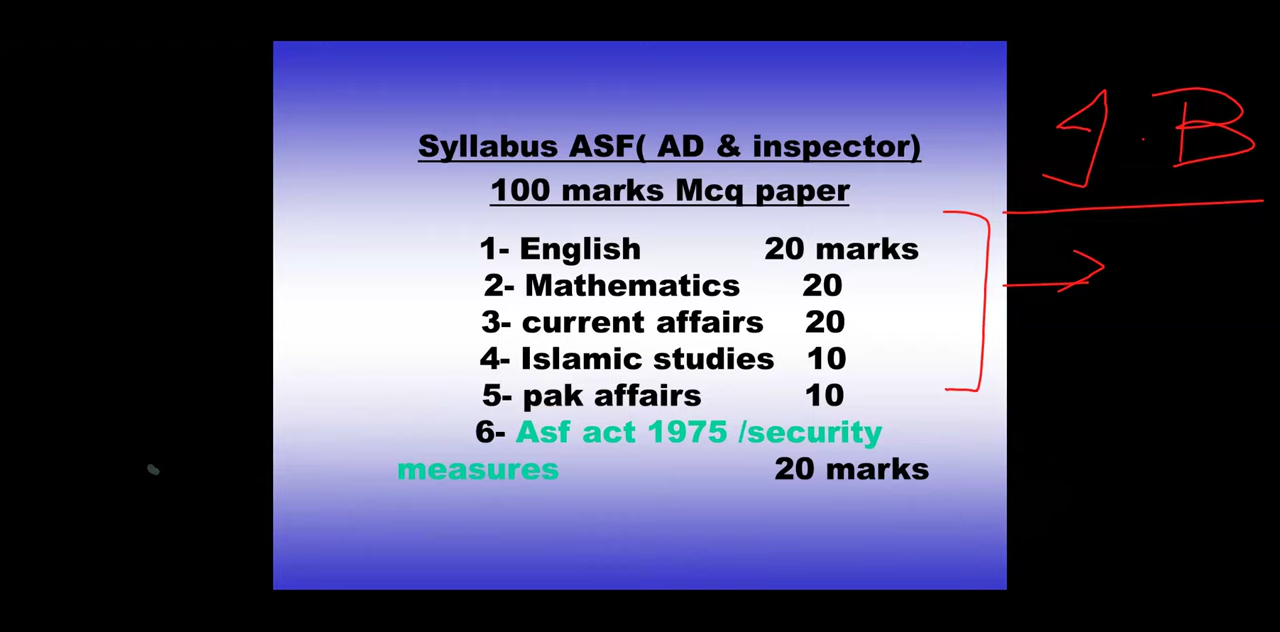 Syllabus ASF( AD & inspector)
100 marks Mcq paper
1- English 20 marks
2- Mathematics 20
3- current affairs 20
4- Islamic studies 10
5- pak affairs 10
6- Asf act 1975 /security
measures 20 marks